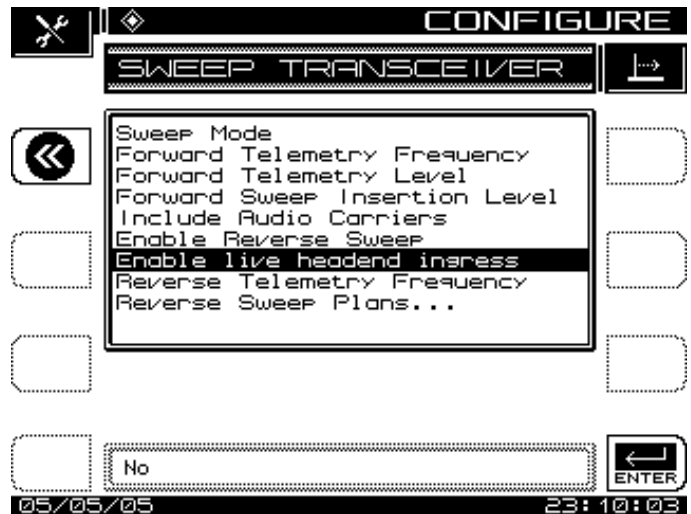 CONFIGURE
SWEEP TRANSCEIVER
Sweep Mode
Forward Telemetry Frequency
Forward Telemetry Level
Forward Sweep Insertion Level
Include Audio Carriers
Enable Reverse Sweep
Enable live headend ingress
Reverse Telemetry Frequency
Reverse Sweep Plans...
No
ENTER
05/05/05 23:10:03